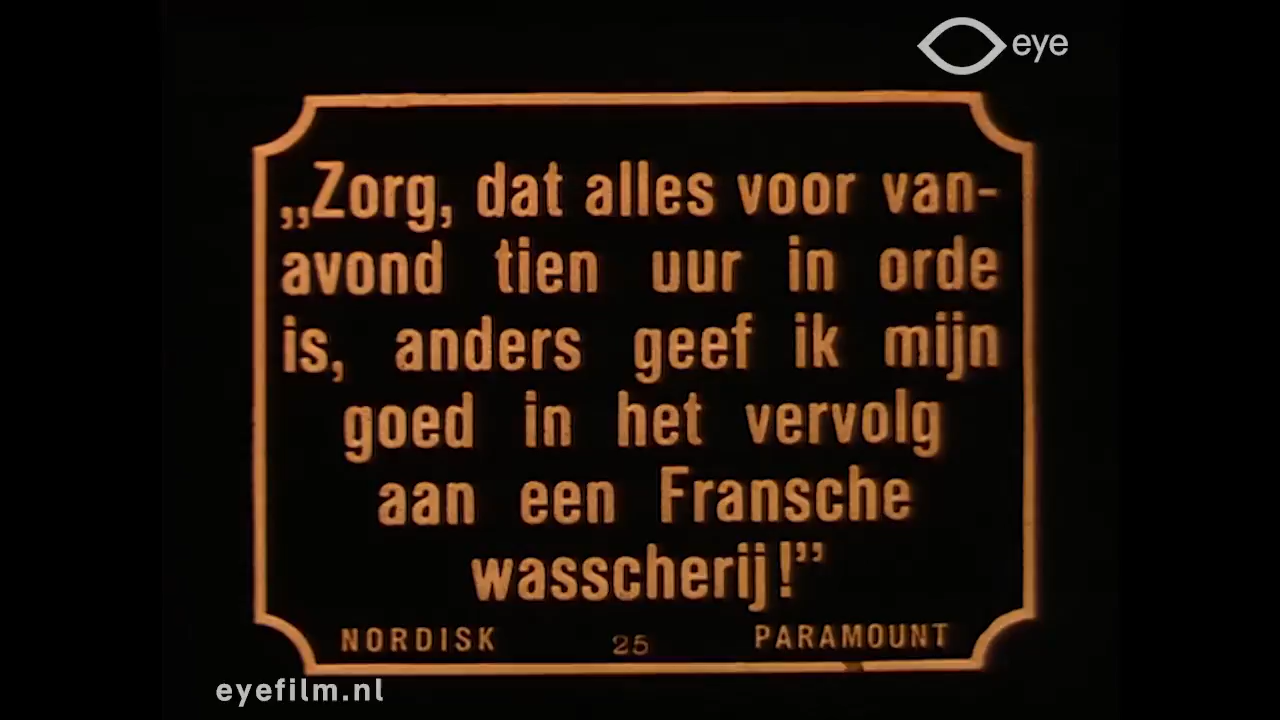 eye
„Zorg, dat alles voor van-
avond tien uur in orde
is, anders geef ik mijn
goed in het vervolg
aan een Fransche
wasscherij!”
NORDISK 25 PARAMOUNT
eyefilm.nl